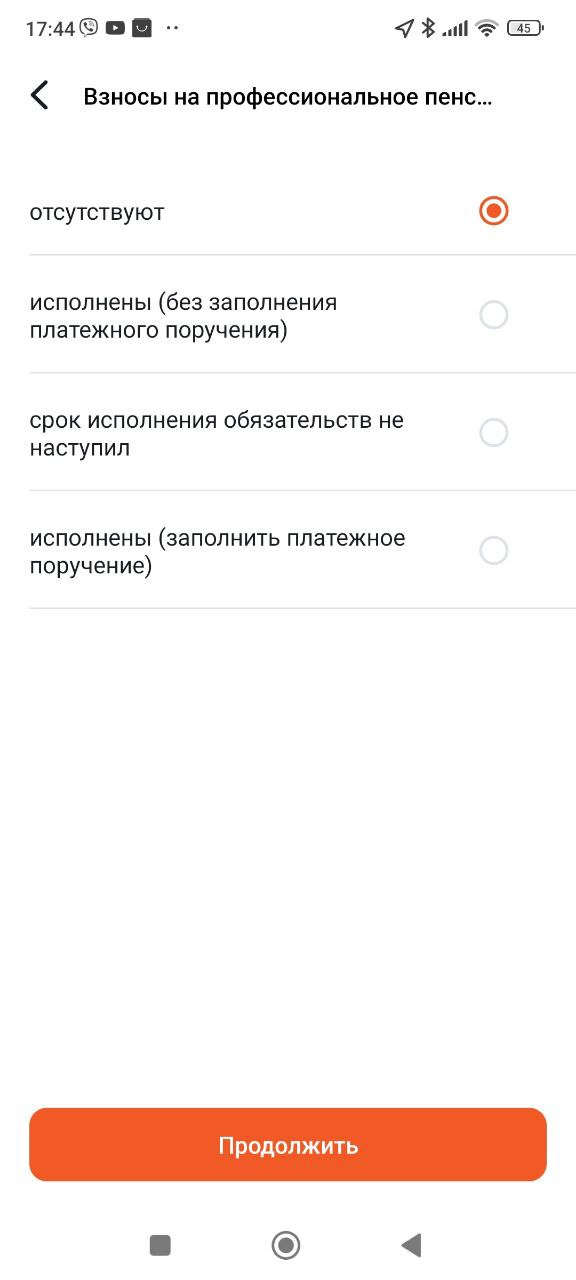 17:44
45
Взносы на профессиональное пенс...
отсутствуют
исполнены (без заполнения
платежного поручения)
срок исполнения обязательств не
наступил
исполнены (заполнить платежное
поручение)
Продолжить